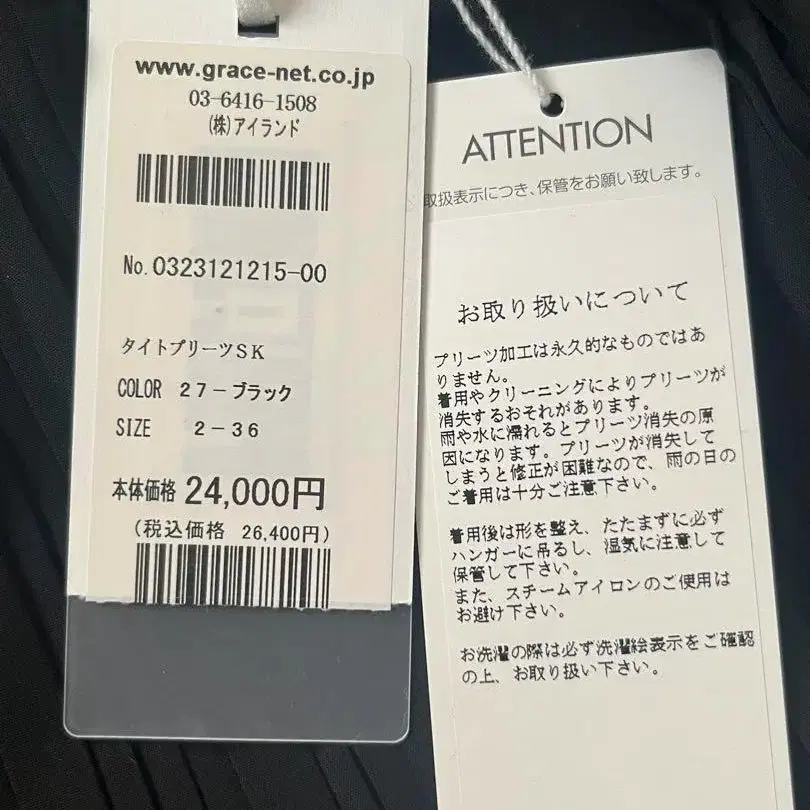 www.grace-net.co.jp
03-6416-1508
(株)アイランド
No.0323121215-00
タイトプリーツSK
COLOR 27-ブラック
SIZE 2-36
本体価格 24,000円
(税込価格 26,400円)
ATTENTION
取扱表示につき、保管をお願い致します。
お取り扱いについて
プリーツ加工は永久的なものではあ
りません。
着用やクリーニングによりプリーツが
消失するおそれがあります。
雨や水に濡れるとプリーツ消失の原
因になります。プリーツが消失して
しまうと修正が困難なので、雨の日の
ご着用は十分ご注意下さい。
着用後は形を整え、たたまずに必ず
ハンガーに吊るし、湿気に注意して
保管して下さい。
また、スチームアイロンのご使用は
お避け下さい。
お洗濯の際は必ず洗濯絵表示をご確認
の上、お取り扱い下さい。